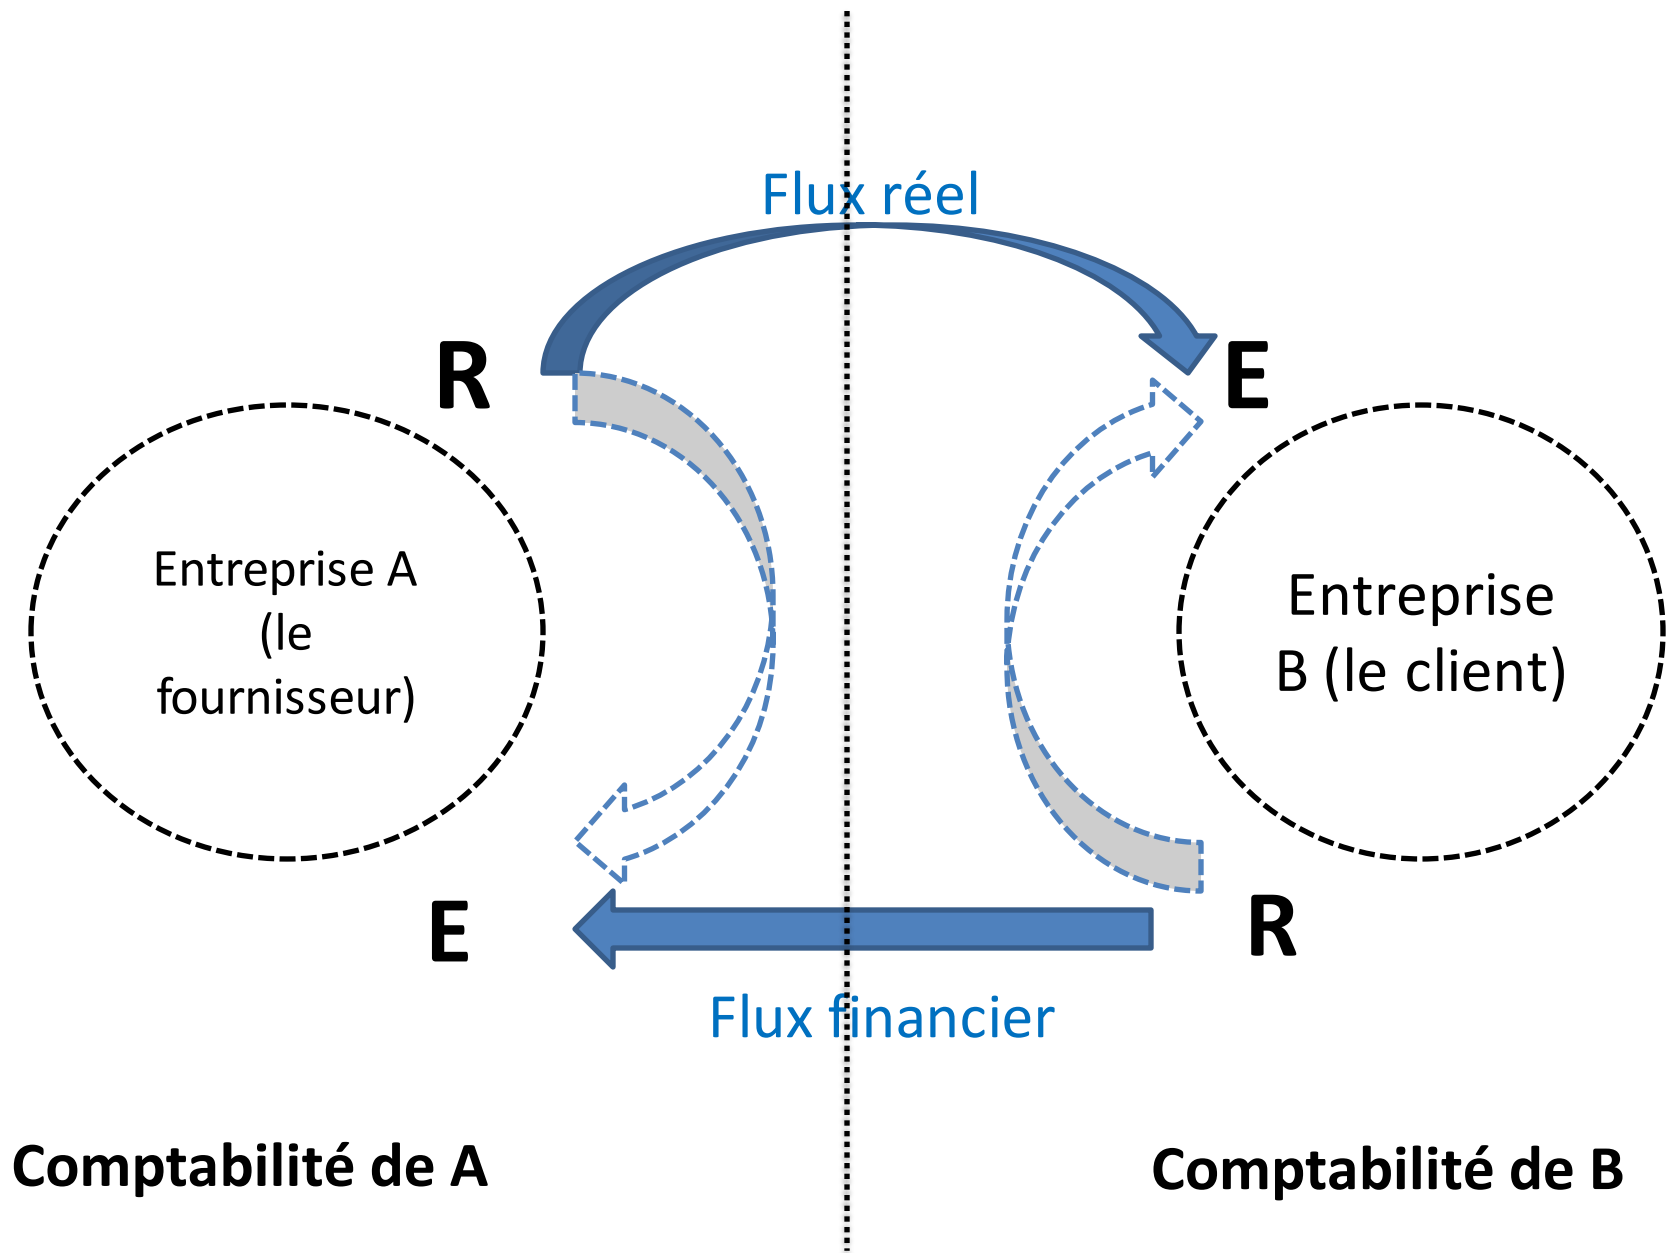 Flux réel
R
E
Entreprise A
(le
fournisseur)
Entreprise
B (le client)
E
R
Flux financier
Comptabilité de A
Comptabilité de B